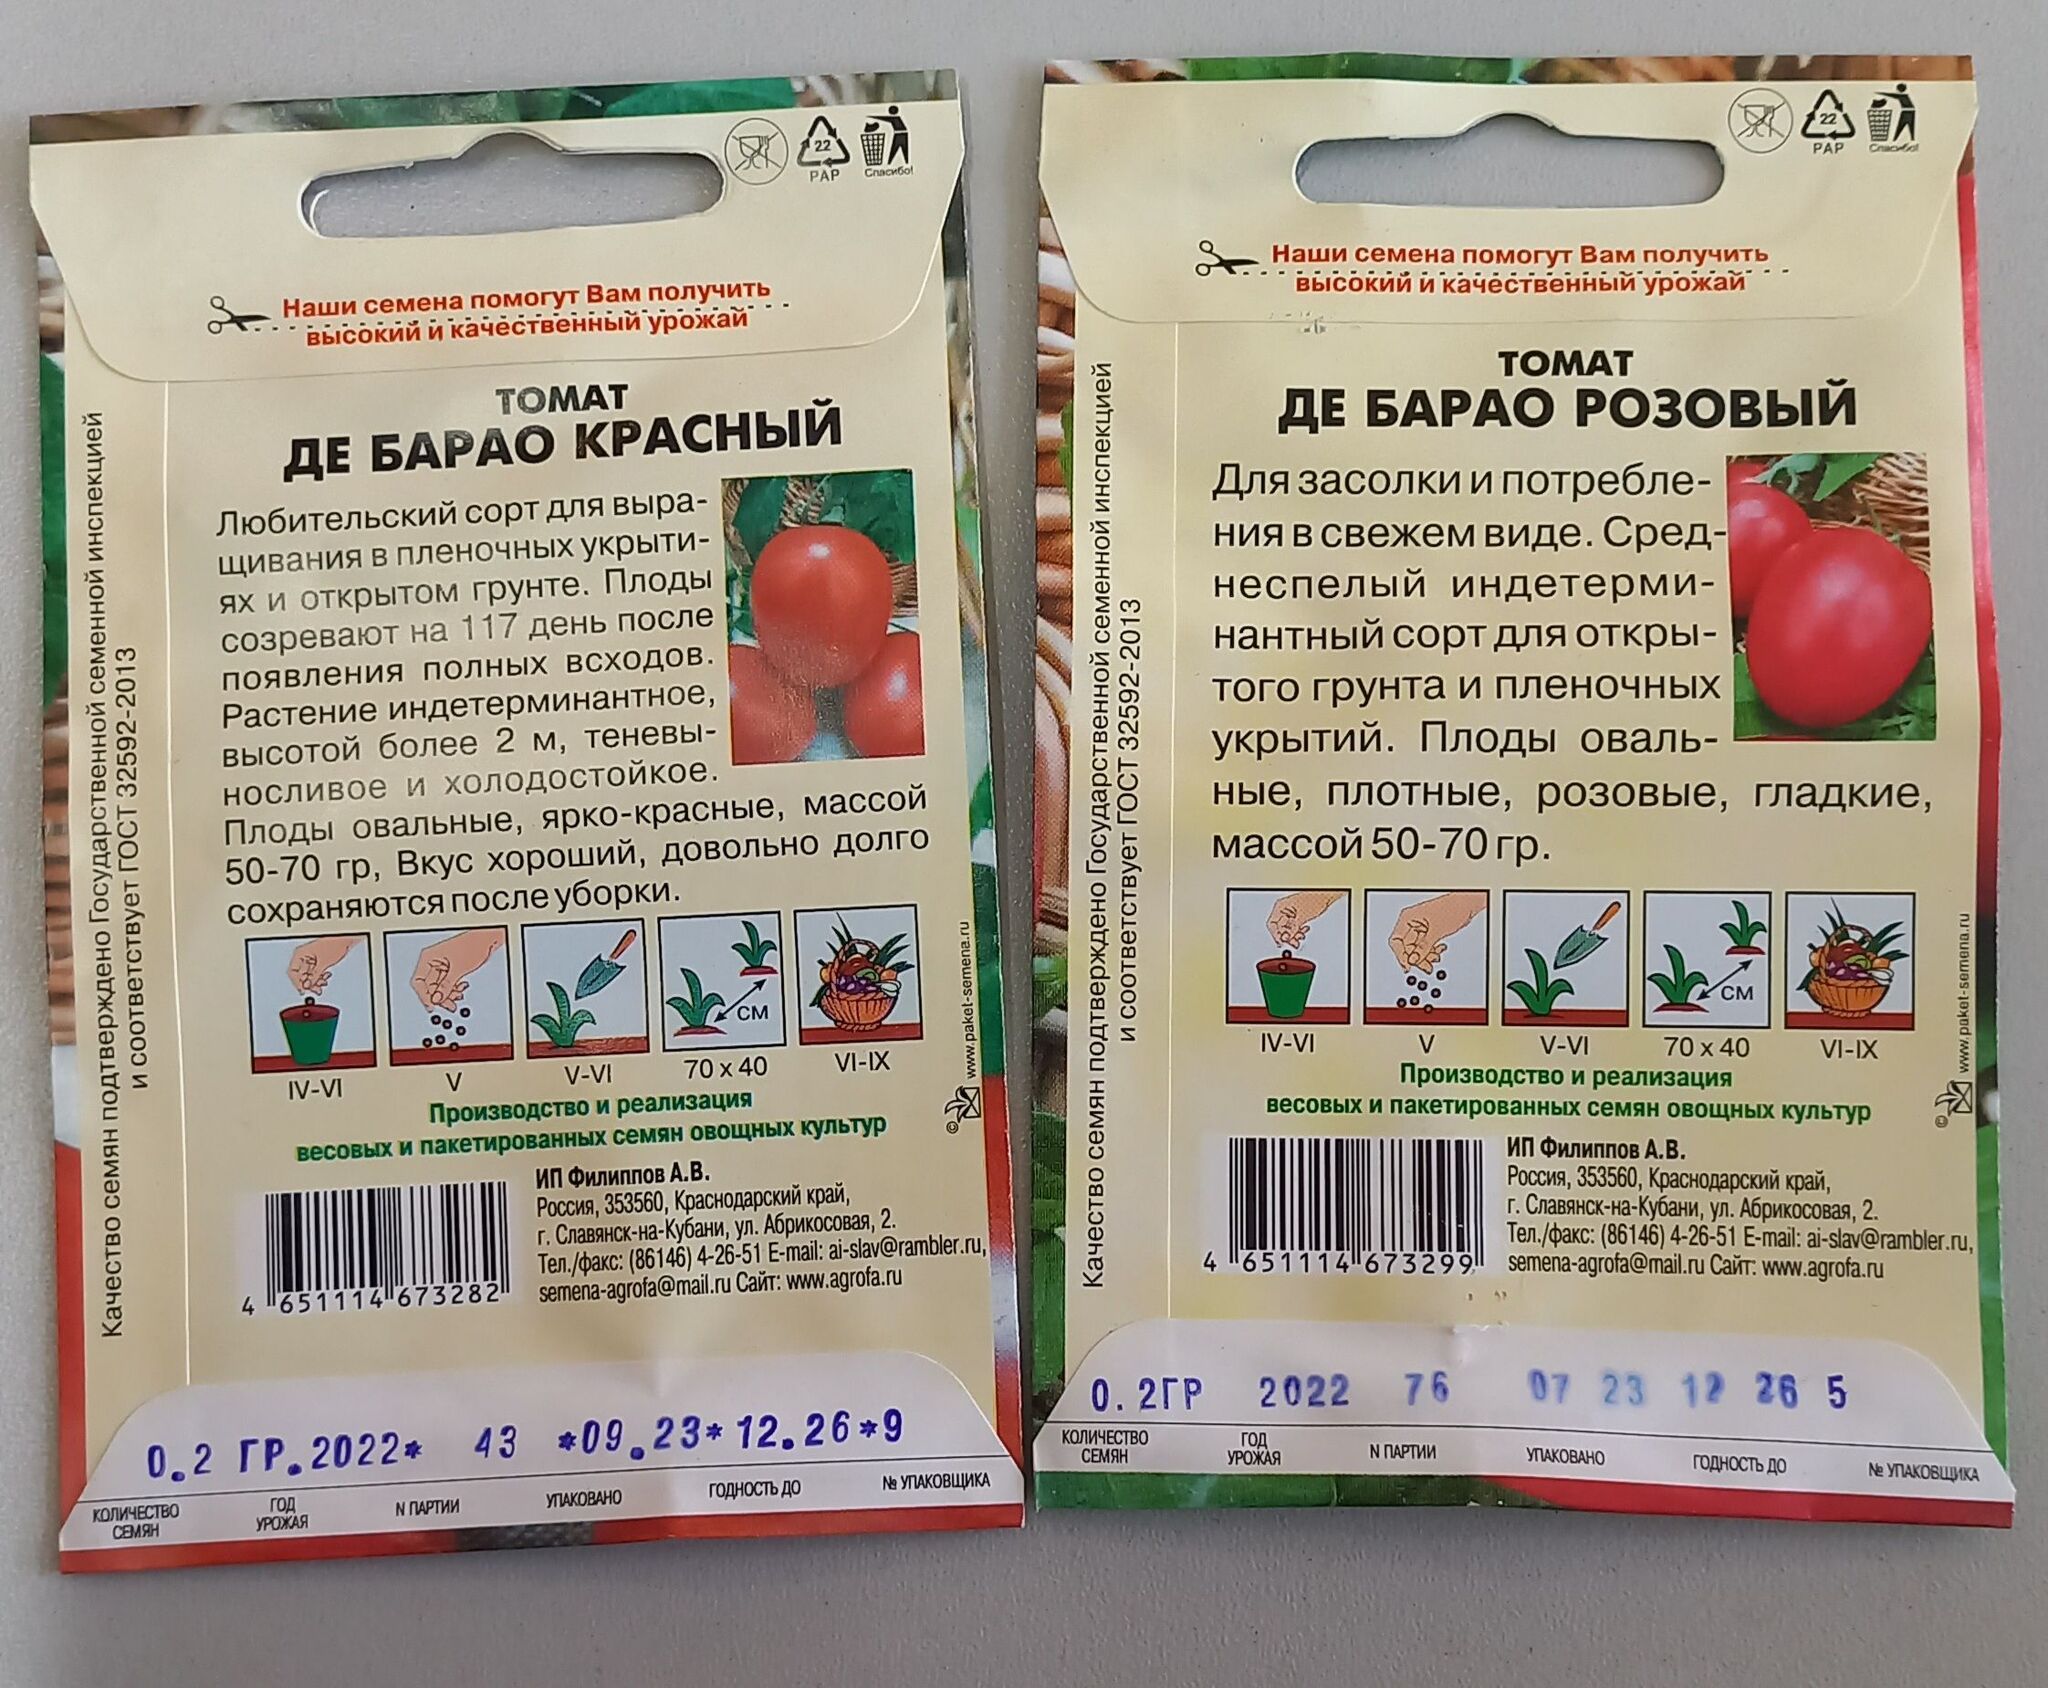 22
PAP
Спасибо!
Наши семена помогут Вам получить
высокий и качественный урожай
ТОМАТ
ДЕ БАРАО КРАСНЫЙ
Любительский сорт для выра-
щивания в пленочных укрыти-
ях и открытом грунте. Плоды
созревают на 117 день после
появления полных всходов.
Растение индетерминантное,
высотой более 2 м, теневы-
носливое и холодостойкое.
Плоды овальные, ярко-красные, массой
50-70 гр, Вкус хороший, довольно долго
сохраняются после уборки.
см
IV-VI V V-VI 70 x 40 VI-IX
Производство и реализация
весовых и пакетированных семян овощных культур
ИП Филиппов А.В.
Россия, 353560, Краснодарский край,
г. Славянск-на-Кубани, ул. Абрикосовая, 2.
Тел./факс: (86146) 4-26-51 E-mail: ai-slav@rambler.ru,
semena-agrofa@mail.ru Сайт: www.agrofa.ru
4 651114 673282
Качество семян подтверждено Государственной семенной инспекцией
и соответствует ГОСТ 32592-2013
© www.paket-semena.ru
0.2 ГР.2022* 43 *09.23* 12.26*9
КОЛИЧЕСТВО СЕМЯН ГОД УРОЖАЯ N ПАРТИИ УПАКОВАНО ГОДНОСТЬ ДО № УПАКОВЩИКА
22
PAP
Спасибо!
Наши семена помогут Вам получить
высокий и качественный урожай
ТОМАТ
ДЕ БАРАО РОЗОВЫЙ
Для засолки и потребле-
ния в свежем виде. Сред-
неспелый индетерми-
нантный сорт для откры-
того грунта и пленочных
укрытий. Плоды оваль-
ные, плотные, розовые, гладкие,
массой 50-70 гр.
см
IV-VI V V-VI 70 x 40 VI-IX
Производство и реализация
весовых и пакетированных семян овощных культур
ИП Филиппов А.В.
Россия, 353560, Краснодарский край,
г. Славянск-на-Кубани, ул. Абрикосовая, 2.
Тел./факс: (86146) 4-26-51 E-mail: ai-slav@rambler.ru,
semena-agrofa@mail.ru Сайт: www.agrofa.ru
4 651114 673299
Качество семян подтверждено Государственной семенной инспекцией
и соответствует ГОСТ 32592-2013
© www.paket-semena.ru
0.2ГР 2022 76 07 23 12 26 5
КОЛИЧЕСТВО СЕМЯН ГОД УРОЖАЯ N ПАРТИИ УПАКОВАНО ГОДНОСТЬ ДО № УПАКОВЩИКА